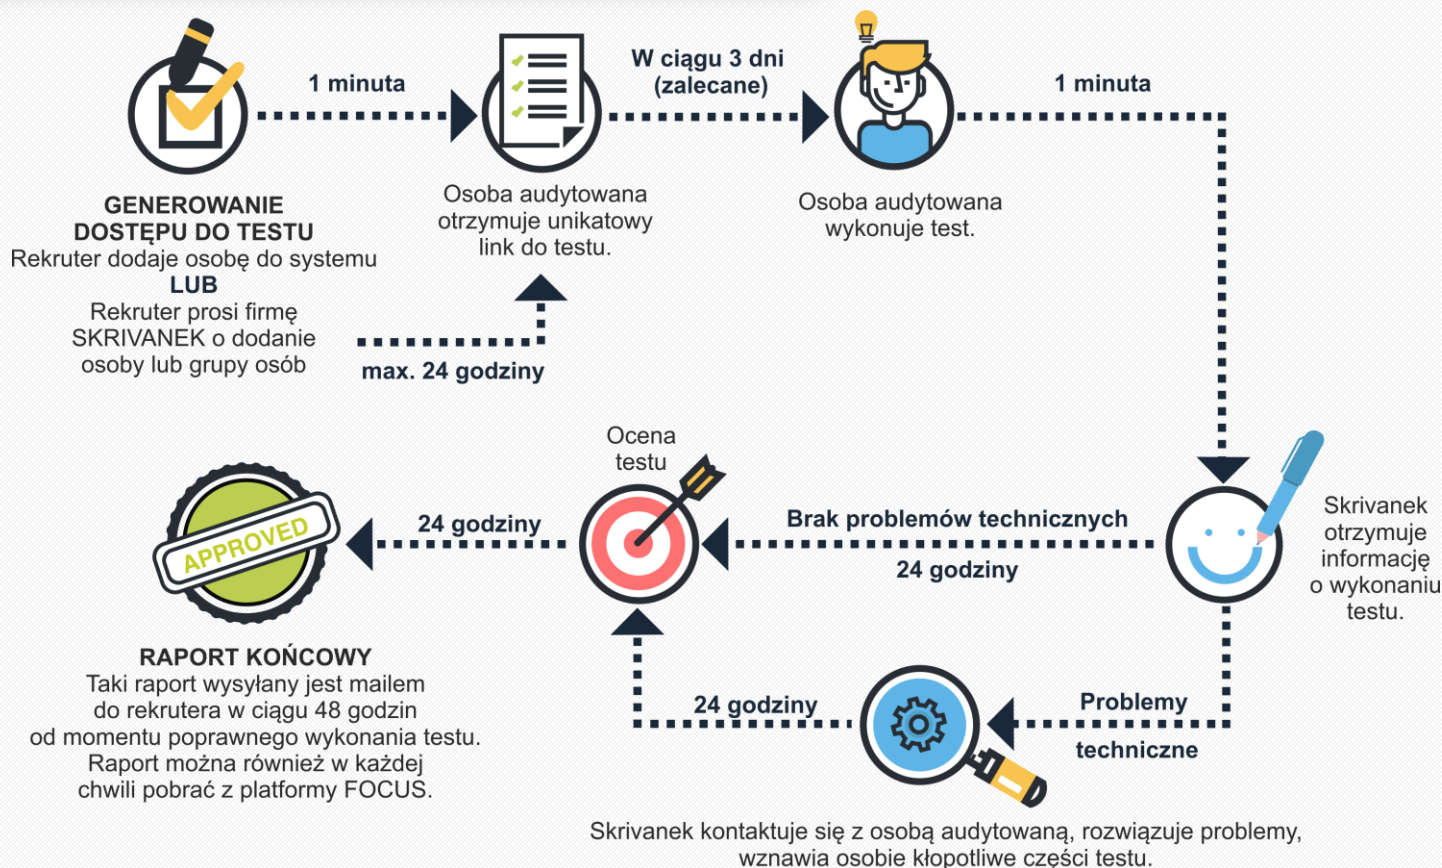 1 minuta
W ciągu 3 dni
(zalecane)
1 minuta
GENEROWANIE
DOSTĘPU DO TESTU
Rekruter dodaje osobę do systemu
LUB
Rekruter prosi firmę
SKRIVANEK o dodanie
osoby lub grupy osób
Osoba audytowana
otrzymuje unikatowy
link do testu.
Osoba audytowana
wykonuje test.
max. 24 godziny
Ocena
testu
24 godziny
APPROVED
Brak problemów technicznych
24 godziny
Skrivanek
otrzymuje
informację
o wykonaniu
testu.
RAPORT KOŃCOWY
Taki raport wysyłany jest mailem
do rekrutera w ciągu 48 godzin
od momentu poprawnego wykonania testu.
Raport można również w każdej
chwili pobrać z platformy FOCUS.
24 godziny
Problemy
techniczne
Skrivanek kontaktuje się z osobą audytowaną, rozwiązuje problemy,
wznawia osobie kłopotliwe części testu.